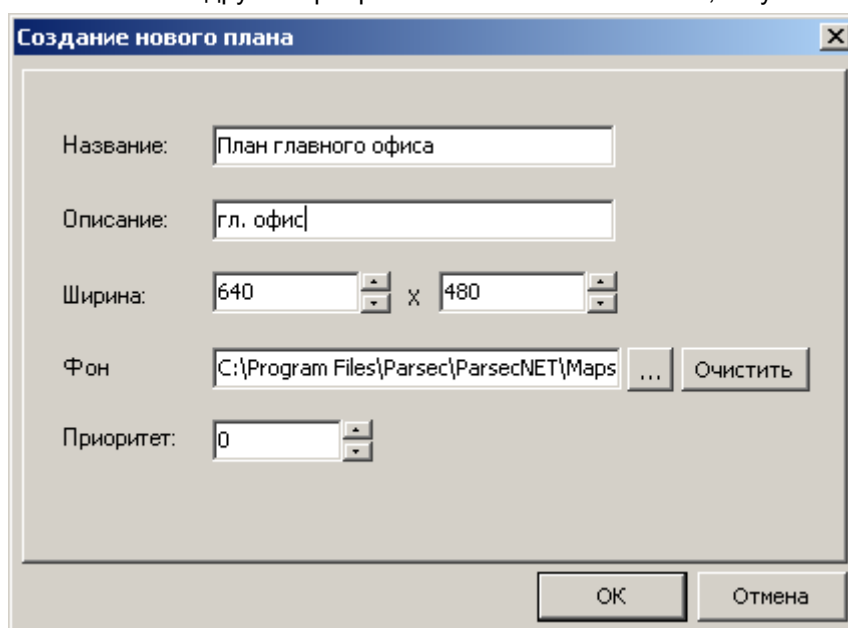 Создание нового плана
Название: План главного офиса
Описание: гл. офис
Ширина: 640 x 480
Фон C:\Program Files\Parsec\ParsecNET\Maps ... Очистить
Приоритет: 0
ОК Отмена